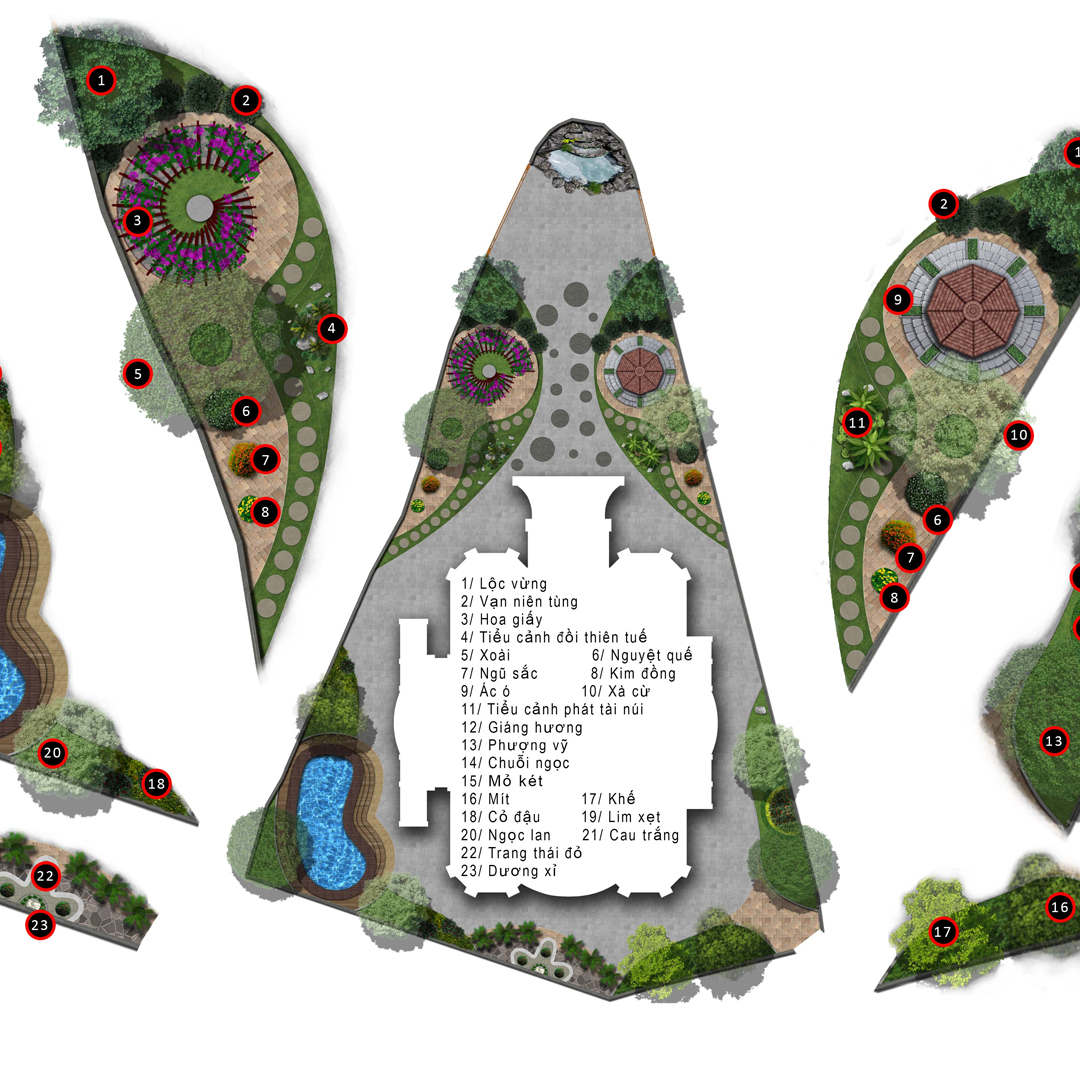 1
2
3
4
5
6
7
8
20
18
22
23
1/ Lộc vừng
2/ Vạn niên tùng
3/ Hoa giấy
4/ Tiểu cảnh đồi thiên tuế
5/ Xoài 6/ Nguyệt quế
7/ Ngũ sắc 8/ Kim đồng
9/ Ác ó 10/ Xà cừ
11/ Tiểu cảnh phát tài núi
12/ Giáng hương
13/ Phượng vỹ
14/ Chuỗi ngọc
15/ Mỏ két
16/ Mít 17/ Khế
18/ Cỏ đậu 19/ Lim xẹt
20/ Ngọc lan 21/ Cau trắng
22/ Trang thái đỏ
23/ Dương xỉ
1
2
9
11
10
6
7
8
13
16
17